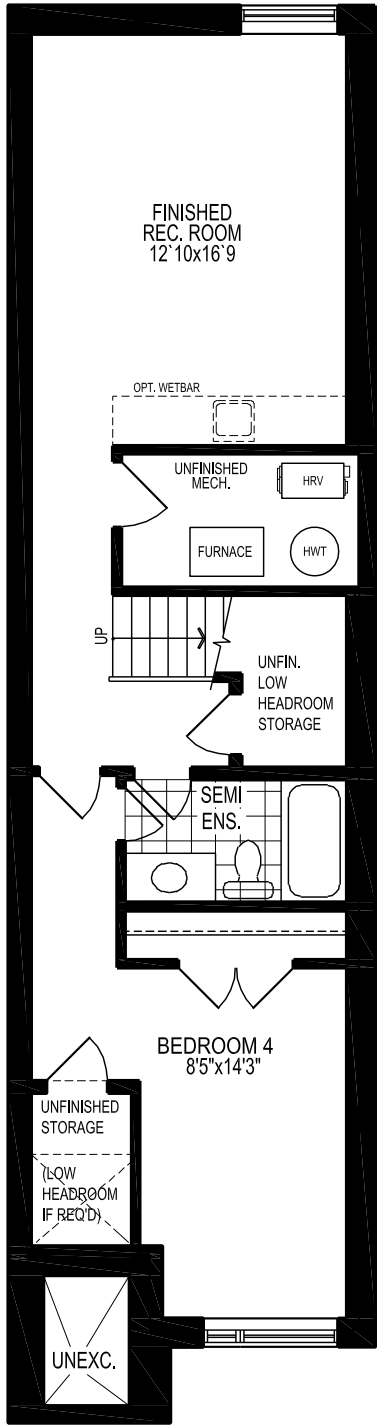 FINISHED
REC. ROOM
12`10x16`9
OPT. WETBAR
UNFINISHED
MECH.
HRV
FURNACE
HWT
UP
UNFIN.
LOW
HEADROOM
STORAGE
SEMI
ENS.
BEDROOM 4
8'5"x14'3"
UNFINISHED
STORAGE
(LOW
HEADROOM
IF REQ'D)
UNEXC.